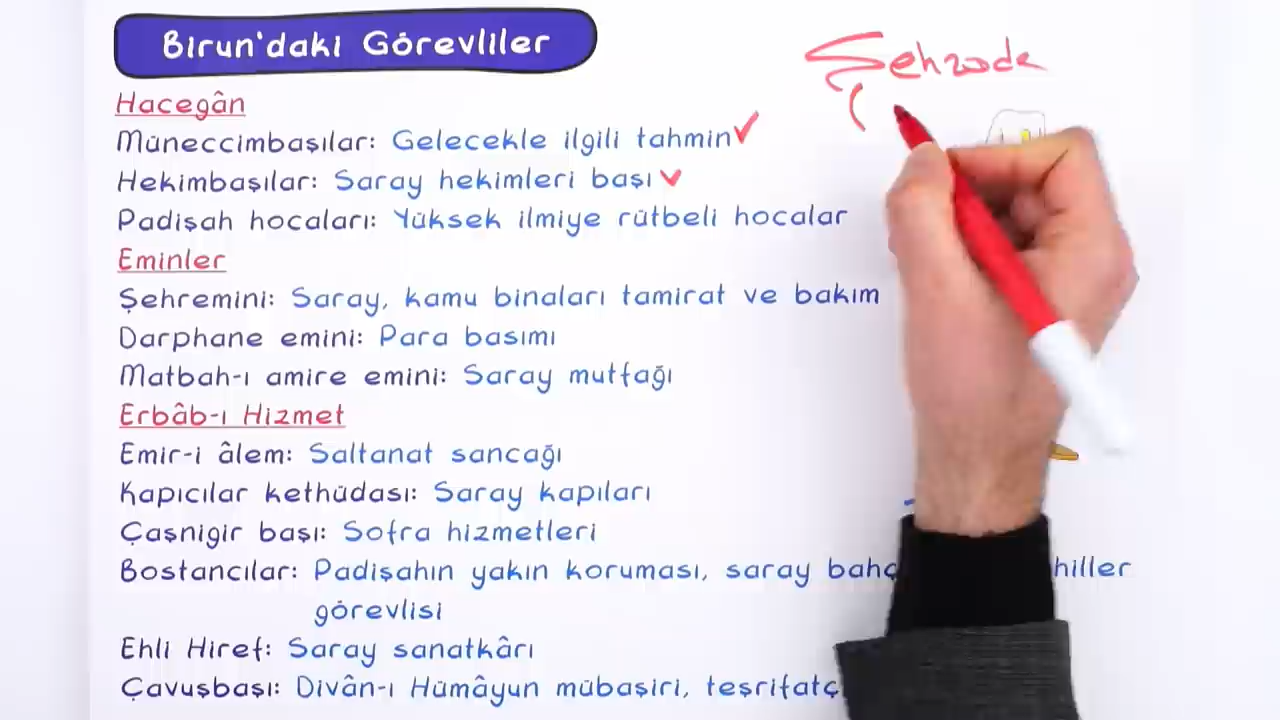 Birun'daki Görevliler
Şehzade
Hacegân
Müneccimbaşılar: Gelecekle ilgili tahmin
Hekimbaşılar: Saray hekimleri başı
Padişah hocaları: Yüksek ilmiye rütbeli hocalar
Eminler
Şehremini: Saray, kamu binaları tamirat ve bakım
Darphane emini: Para basımı
Matbah-ı amire emini: Saray mutfağı
Erbâb-ı Hizmet
Emir-i âlem: Saltanat sancağı
Kapıcılar kethüdası: Saray kapıları
Çaşnigir başı: Sofra hizmetleri
Bostancılar: Padişahın yakın koruması, saray
görevlisi
Ehli Hiref: Saray sanatkârı
Çavuşbaşı: Divân-ı Hümâyun mübaşiri,